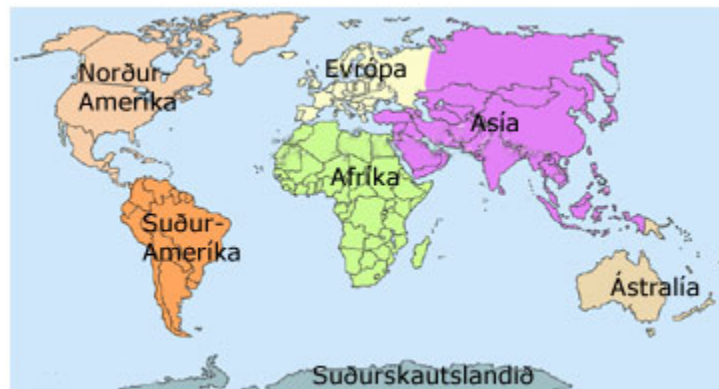 Norður-
Ameríka
Evrópa
Asía
Afríka
Suður-
Ameríka
Ástralía
Suðurskautslandið